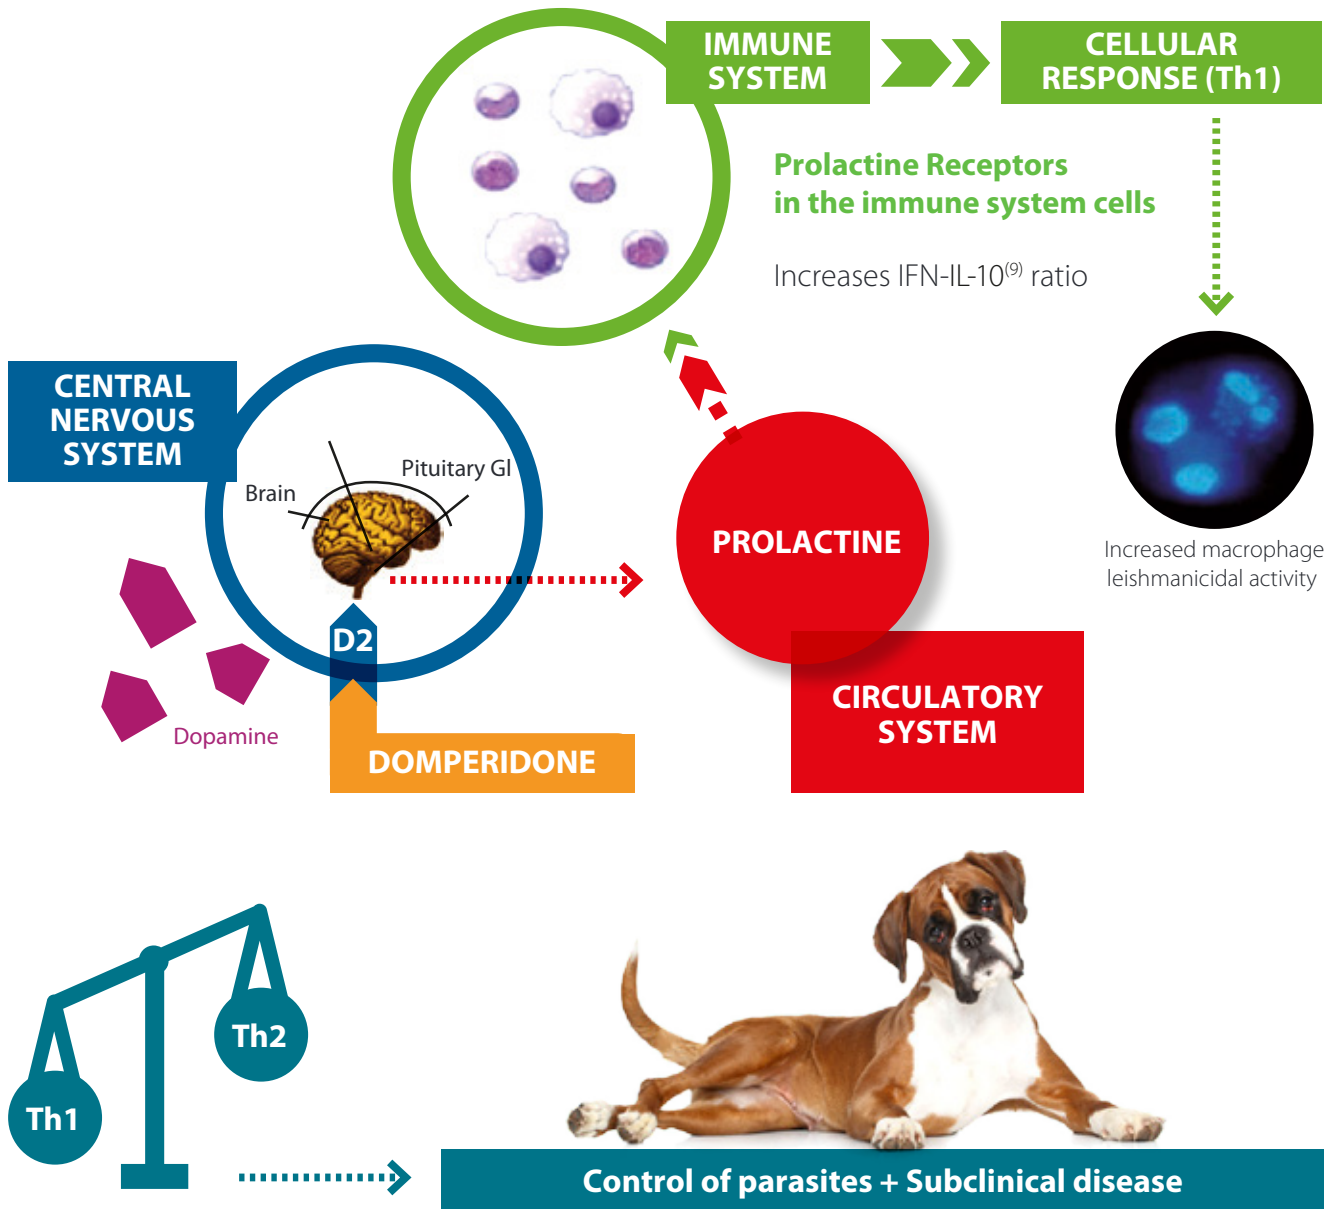 IMMUNE
SYSTEM
CELLULAR
RESPONSE (Th1)
Prolactine Receptors
in the immune system cells
Increases IFN-IL-10(9) ratio
CENTRAL
NERVOUS
SYSTEM
Brain
Pituitary Gl
PROLACTINE
Increased macrophage
leishmanicidal activity
D2
Dopamine
DOMPERIDONE
CIRCULATORY
SYSTEM
Th2
Th1
Control of parasites + Subclinical disease